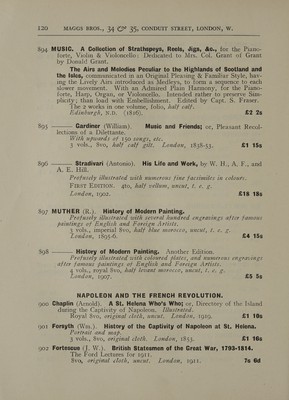 120 MAGGS BROS., 34 & 35, CONDUIT STREET, LONDON, W.
894 MUSIC. A Collection of Strathspeys, Reels, Jigs, &c., for the Piano-
forte, Violin & Violoncello: Dedicated to Mrs. Col. Grant of Grant
by Donald Grant.
The Airs and Melodies Peculiar to the Highlands of Scotland and
the Isles, communicated in an Original Pleasing & Familiar Style, hav-
ing the Lively Airs introduced as Medleys, to form a sequence to each
slower movement. With an Admired Plain Harmony, for the Piano-
forte, Harp, Organ, or Violoncello. Intended rather to preserve Sim-
plicity; than load with Embellishment. Edited by Capt. S. Fraser.
The 2 works in one volume, folio, half calf.
Edinburgh, N.D. (1816). £2 2s
895 ——— Gardiner (William). Music and Friends; or, Pleasant Recol-
lections of a Dilettante.
With upwards of 150 songs, etc.
3 vols., 8vo, half calf gilt. London, 1838-53. £1 15s
896 ——— Stradivari (Antonio). His Life and Work, by W. H., A. F., and
A. E. Hill.
Profusely illustrated with numerous fine facsimiles in colours.
FIRST EDITION. 4to, half vellum, uncut, t. e. g.
London, 1902. £18 18s
897 MUTHER (R.). History of Modern Painting.
Profusely illustrated with several hundred engravings after famous
paintings of English and Foreign Artists.
3 vols., imperial 8vo, half blue morocco, uncut, t. e. g.
London, 1895-6. £4 15s
898 ——— History of Modern Painting. Another Edition.
Profusely illustrated with coloured plates, and numerous engravings
after famous paintings of English and Foreign Artists.
4 vols., royal 8vo, half levant morocco, uncut, t. e. g.
London, 1907. £5 5s
NAPOLEON AND THE FRENCH REVOLUTION.
900 Chaplin (Arnold). A St. Helena Who's Who; or, Directory of the Island
during the Captivity of Napoleon. Illustrated.
Royal 8vo, original cloth, uncut. London, 1919. £1 10s
901 Forsyth (Wm.). History of the Captivity of Napoleon at St. Helena.
Portrait and map.
3 vols., 8vo, original cloth. London, 1853. £1 16s
902 Fortescue (J. W.). British Statesmen of the Great War, 1793-1814.
The Ford Lectures for 1911.
8vo, original cloth, uncut. London, 1911. 7s 6d